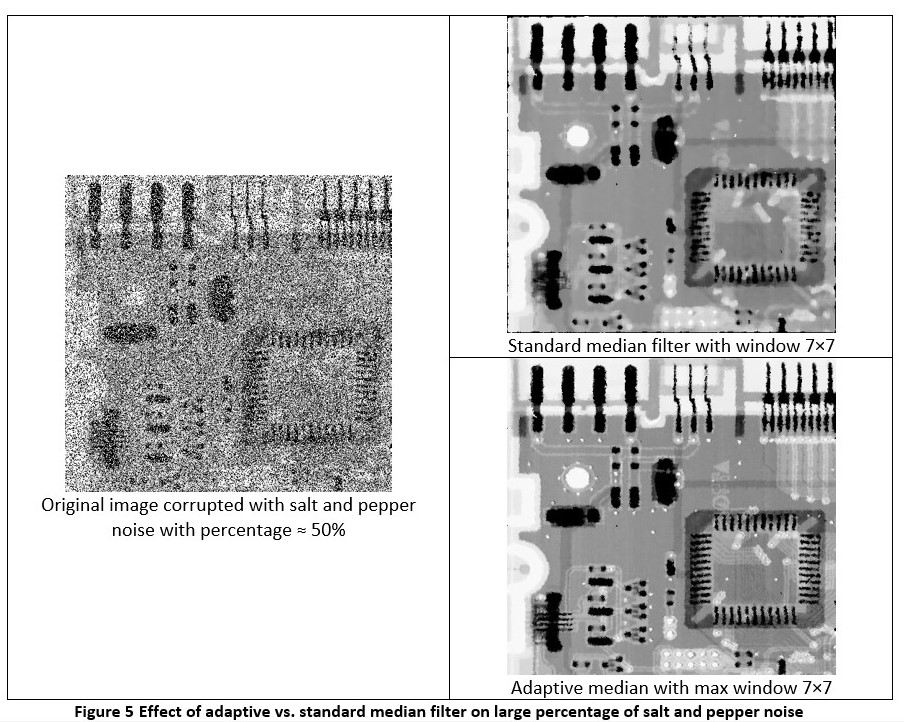 Original image corrupted with salt and pepper
noise with percentage ≈ 50%
Standard median filter with window 7×7
Adaptive median with max window 7×7
Figure 5 Effect of adaptive vs. standard median filter on large percentage of salt and pepper noise